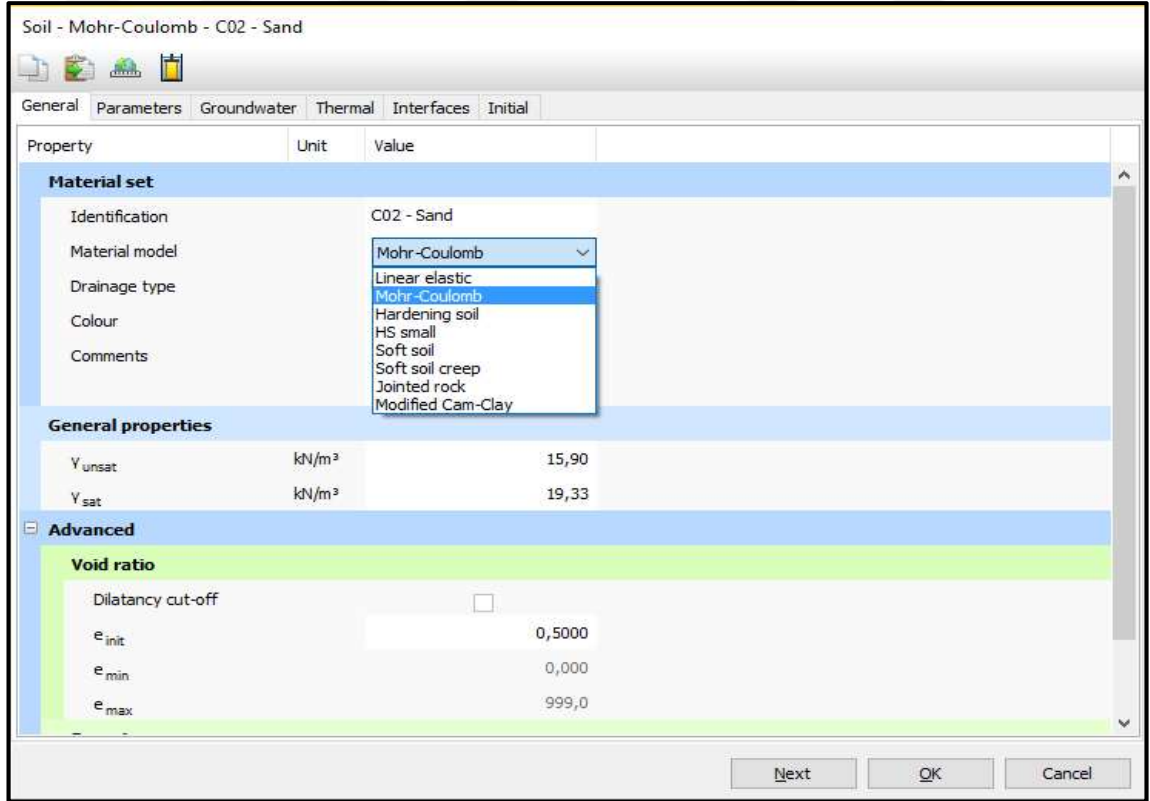 Soil - Mohr-Coulomb - C02 - Sand
General Parameters Groundwater Thermal Interfaces Initial
Property Unit Value
Material set
Identification C02 - Sand
Material model Mohr-Coulomb
Linear elastic
Drainage type Mohr-Coulomb
Hardening soil
Colour
HS small
Soft soil
Comments
Soft soil creep
Jointed rock
Modified Cam-Clay
General properties
γ unsat kN/m³ 15,90
γ sat kN/m³ 19,33
Advanced
Void ratio
Dilatancy cut-off
e init 0,5000
e min 0,000
e max 999,0
Next OK Cancel